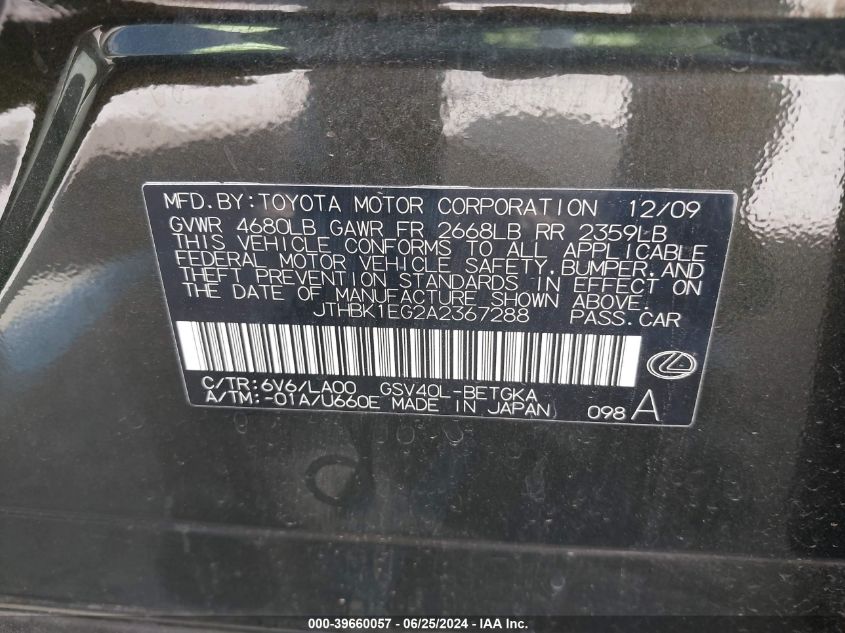 MFD. BY: TOYOTA MOTOR CORPORATION 12/09
GVWR 4680LB GAWR FR 2668LB RR 2359LB
THIS VEHICLE CONFORMS TO ALL APPLICABLE
FEDERAL MOTOR VEHICLE SAFETY, BUMPER, AND
THEFT PREVENTION STANDARDS IN EFFECT ON
THE DATE OF MANUFACTURE SHOWN ABOVE.
JTHBK1EG2A2367288 PASS.CAR
C/TR:6V6/LA00 GSV40L-BETGKA
A/TM:-01A/U660E MADE IN JAPAN 098 A
000-39660057 / 06/25/2024 - IAA Inc.